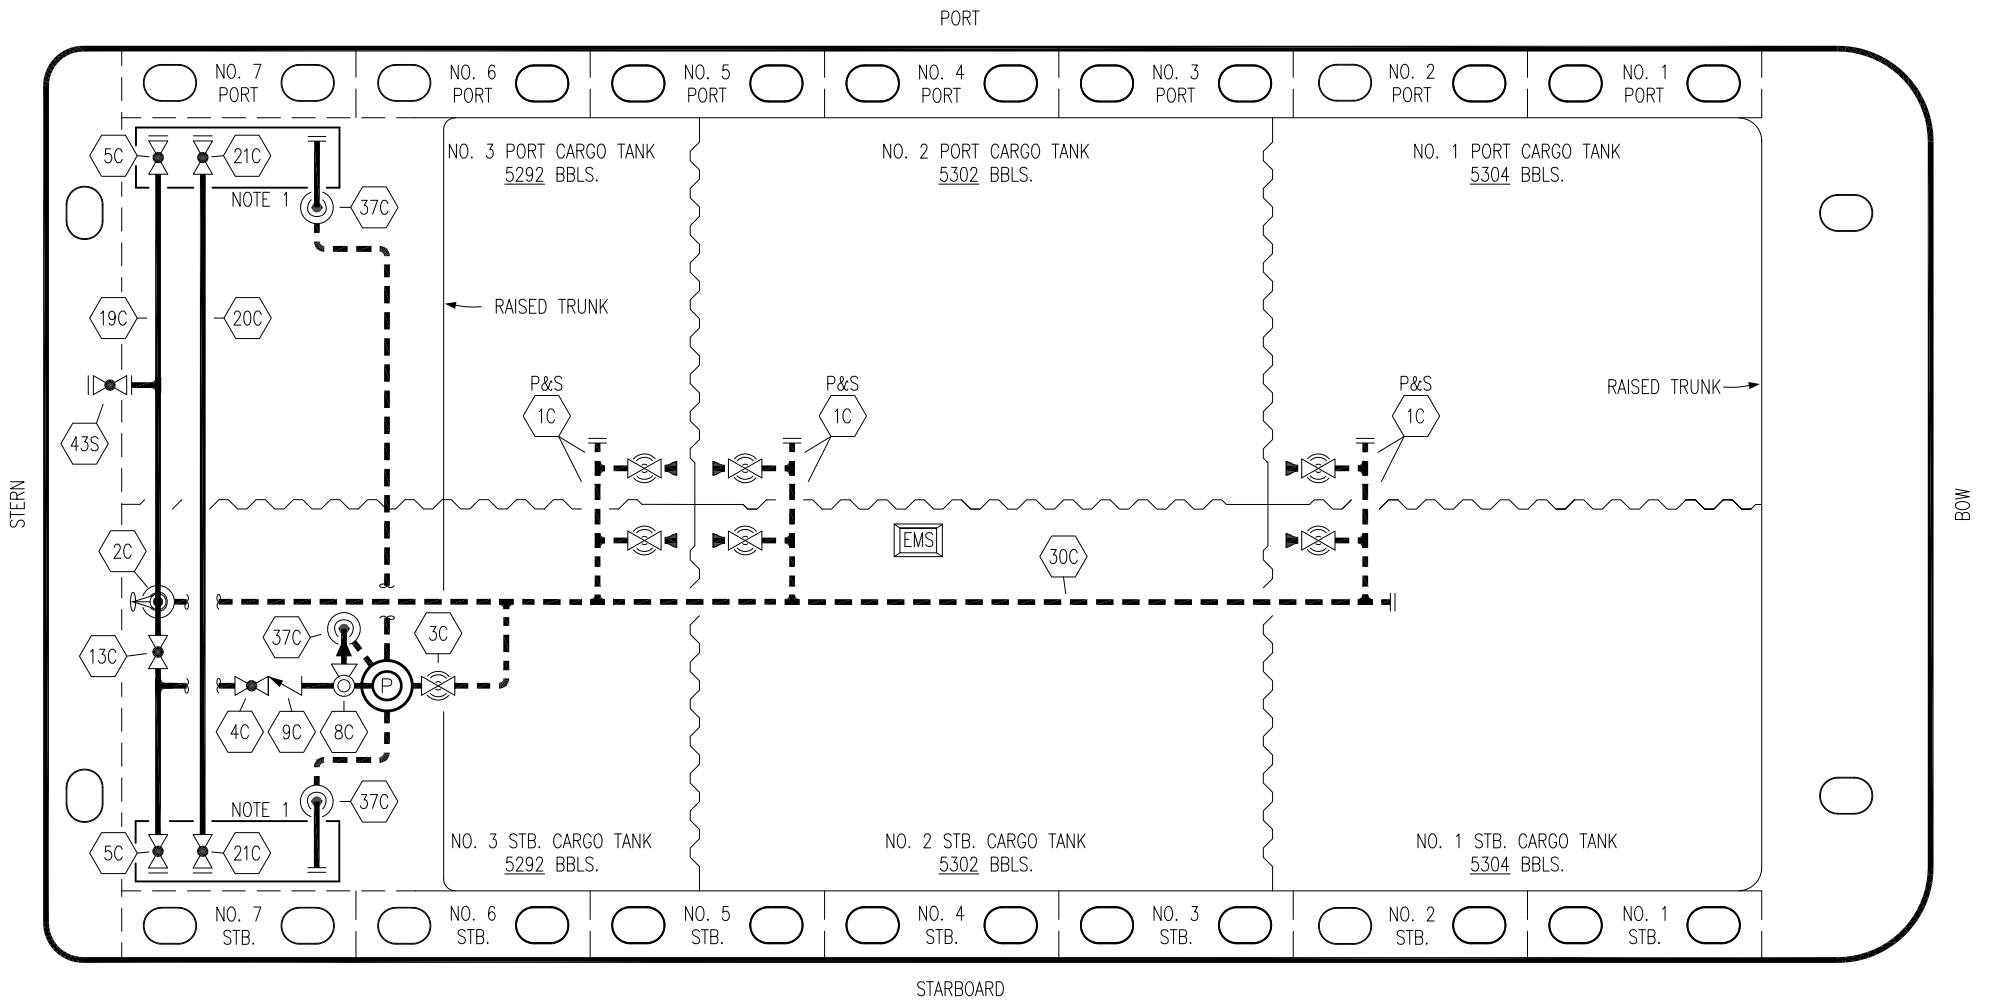 PORT
NO. 7
PORT
NO. 6
PORT
NO. 5
PORT
NO. 4
PORT
NO. 3
PORT
NO. 2
PORT
NO. 1
PORT
5C
21C
NO. 3 PORT CARGO TANK
5292 BBLS.
NO. 2 PORT CARGO TANK
5302 BBLS.
NO. 1 PORT CARGO TANK
5304 BBLS.
NOTE 1
37C
19C
20C
RAISED TRUNK
RAISED TRUNK
43S
P&S
1C
P&S
1C
P&S
1C
STERN
BOW
2C
EMS
30C
37C
3C
13C
P
4C
9C
8C
NOTE 1
37C
5C
21C
NO. 3 STB. CARGO TANK
5292 BBLS.
NO. 2 STB. CARGO TANK
5302 BBLS.
NO. 1 STB. CARGO TANK
5304 BBLS.
NO. 7
STB.
NO. 6
STB.
NO. 5
STB.
NO. 4
STB.
NO. 3
STB.
NO. 2
STB.
NO. 1
STB.
STARBOARD